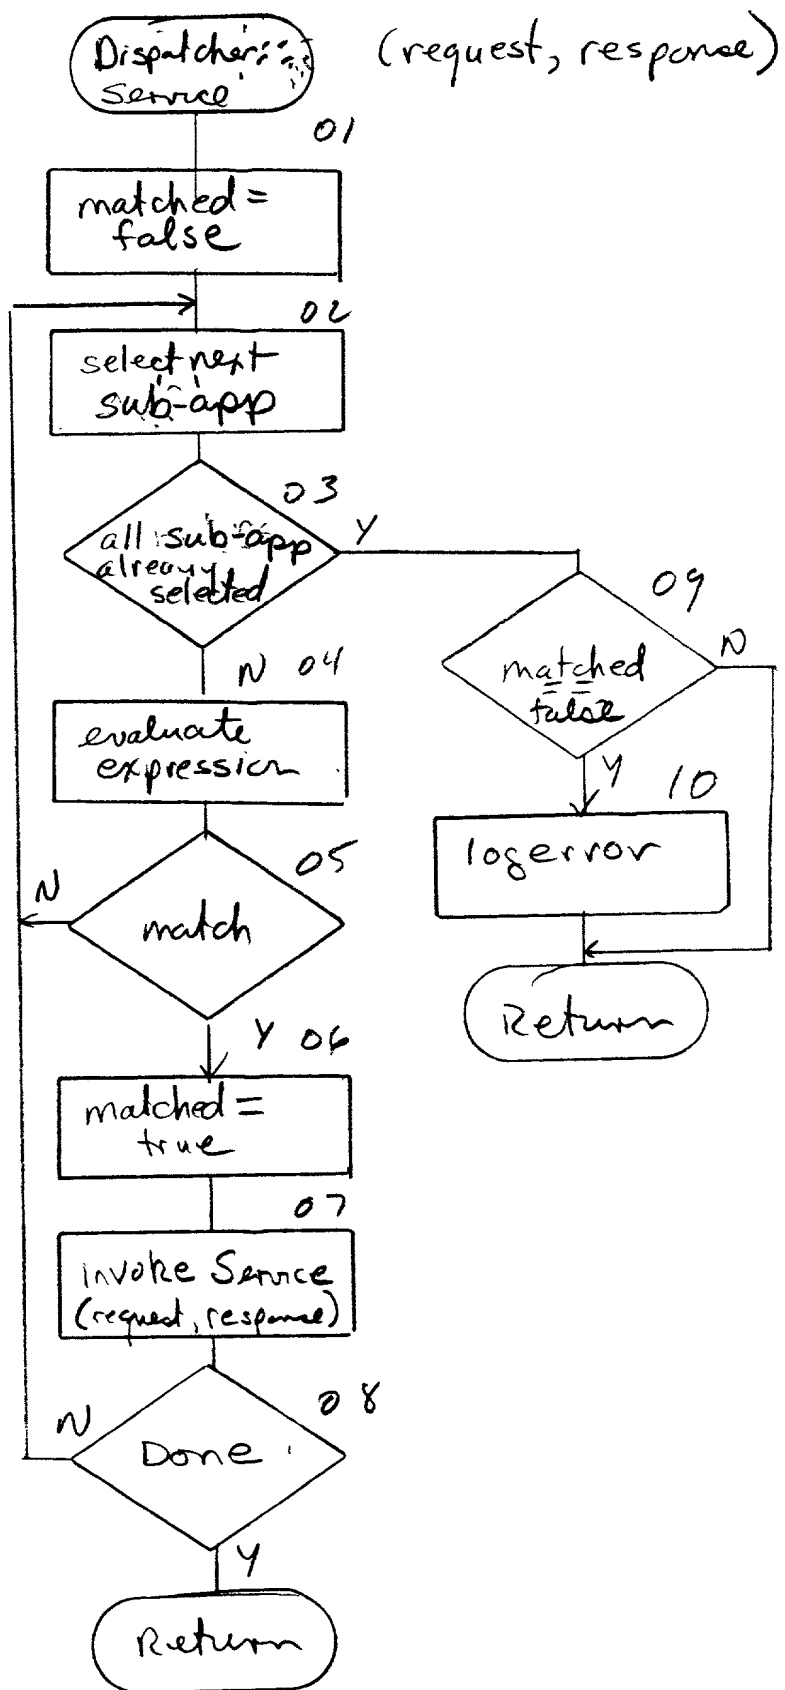 Dispatcher
Service
(request, response)
01
matched =
false
02
select next
sub-app
03
all sub-app
already
selected
Y
N 04
evaluate
expression
05
match
N
Y 06
matched =
true
07
invoke Service
(request, response)
08
Done
N
Y
Return
09
matched
==
false
N
Y
10
log error
Return